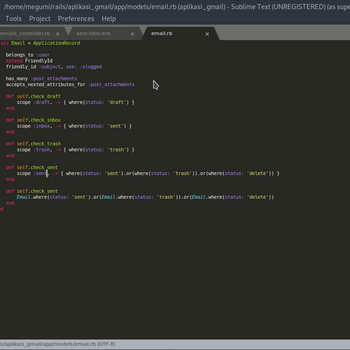 /home/megumi/rails/aplikasi_gmail/app/models/email.rb (aplikasi_gmail) - Sublime Text (UNREGISTERED) (as supe
Tools Project Preferences Help
emails_controller.rb × sent.html.erb × email.rb ×
ass Email < ApplicationRecord
belongs_to :user
extend FriendlyId
friendly_id :subject, use: :slugged
has_many :post_attachments
accepts_nested_attributes_for :post_attachments
def self.check_draft
scope :draft, -> { where(status: 'draft') }
end
def self.check_inbox
scope :inbox, -> { where(status: 'sent') }
end
def self.check_trash
scope :trash, -> { where(status: 'trash') }
end
def self.check_sent
scope :sent, -> { where(status: 'sent').or(where(status: 'trash')).or(where(status: 'delete')) }
end
def self.check_sent
Email.where(status: 'sent').or(Email.where(status: 'trash')).or(Email.where(status: 'delete'))
end
d
s/aplikasi_gmail/app/models/email.rb (UTF-8)